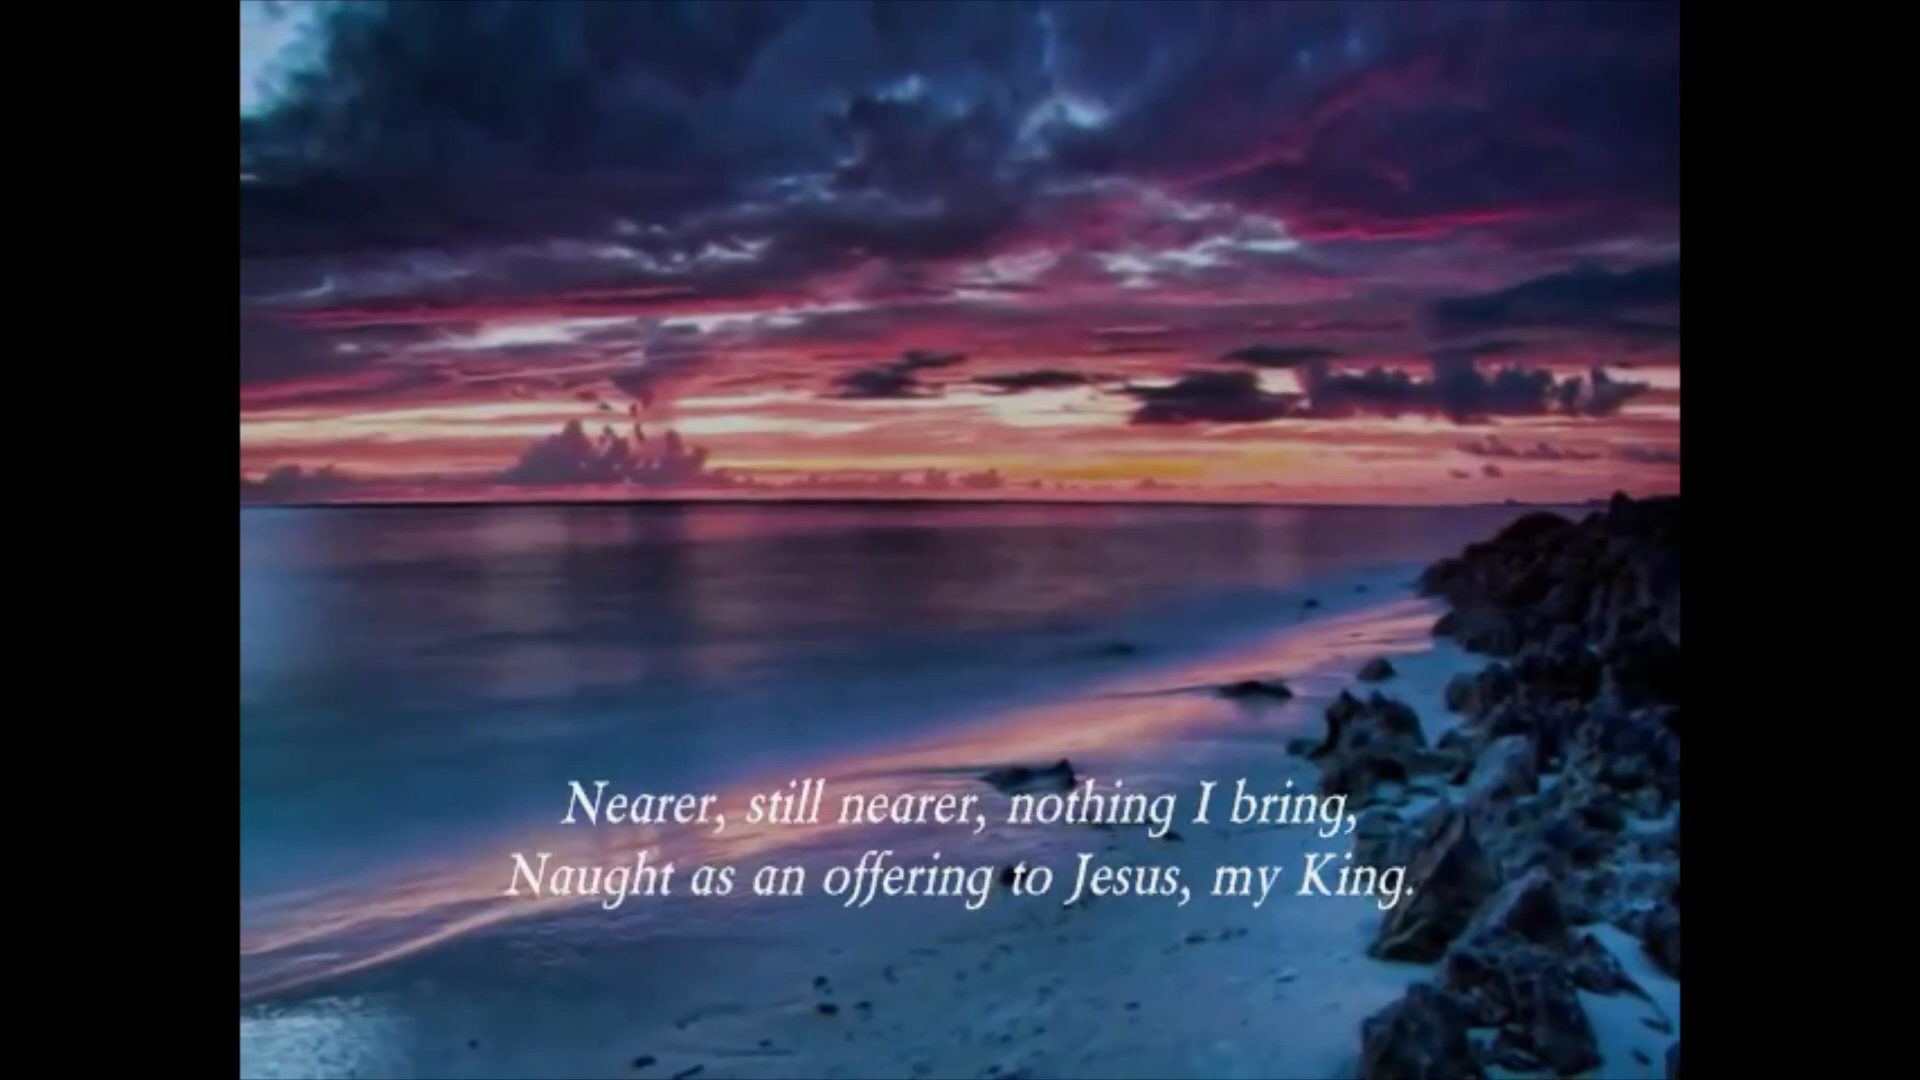 Nearer, still nearer, nothing I bring,
Naught as an offering to Jesus, my King.